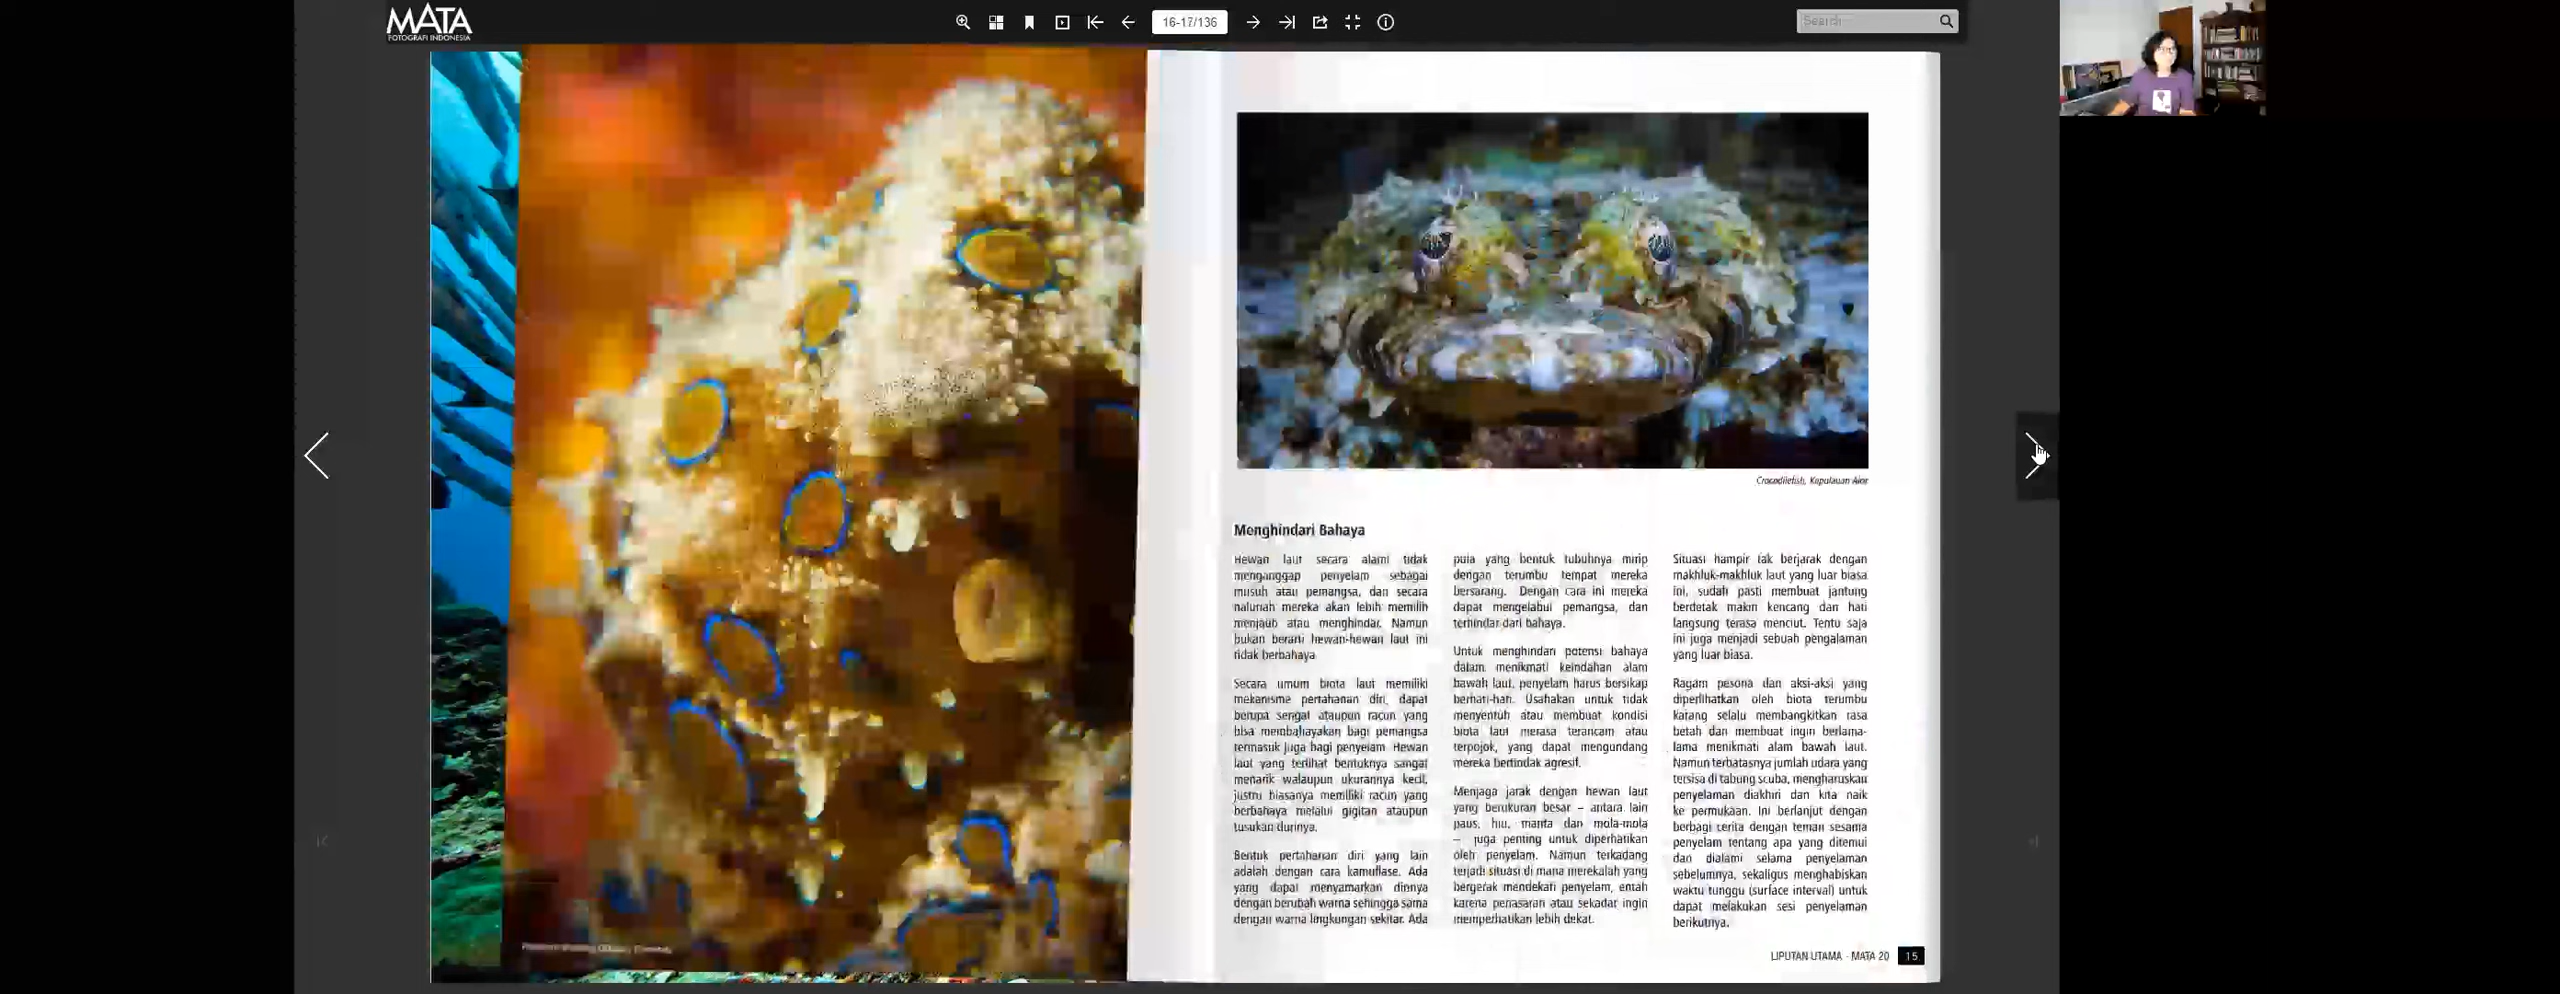 MATA
FOTOGRAFI INDONESIA
16-17/136
Search
Crocodilefish, Kepulauan Alor
Menghindari Bahaya
Hewan laut secara alami tidak
menganggap penyelam sebagai
musuh atau pemangsa, dan secara
naluriah mereka akan lebih memilih
menjauh atau menghindar. Namun
bukan berarti hewan-hewan laut ini
tidak berbahaya.
Secara umum biota laut memiliki
mekanisme pertahanan diri, dapat
berupa sengat ataupun racun yang
bisa membahayakan bagi pemangsa
termasuk juga bagi penyelam. Hewan
laut yang terlihat bentuknya sangat
menarik walaupun ukurannya kecil,
justru biasanya memiliki racun yang
berbahaya melalui gigitan ataupun
tusukan durinya.
Bentuk pertahanan diri yang lain
adalah dengan cara kamuflase. Ada
yang dapat menyamarkan dirinya
dengan berubah warna sehingga sama
dengan warna lingkungan sekitar. Ada
pula yang bentuk tubuhnya mirip
dengan terumbu tempat mereka
bersarang. Dengan cara ini mereka
dapat mengelabui pemangsa, dan
terhindar dari bahaya.
Untuk menghindari potensi bahaya
dalam menikmati keindahan alam
bawah laut, penyelam harus bersikap
berhati-hati. Usahakan untuk tidak
menyentuh atau membuat kondisi
biota laut merasa terancam atau
terpojok, yang dapat mengundang
mereka bertindak agresif.
Menjaga jarak dengan hewan laut
yang berukuran besar – antara lain
paus, hiu, manta dan mola-mola
– juga penting untuk diperhatikan
oleh penyelam. Namun terkadang
terjadi situasi di mana merekalah yang
bergerak mendekati penyelam, entah
karena penasaran atau sekadar ingin
memperhatikan lebih dekat.
Situasi hampir tak berjarak dengan
makhluk-makhluk laut yang luar biasa
ini, sudah pasti membuat jantung
berdetak makin kencang dan hati
langsung terasa menciut. Tentu saja
ini juga menjadi sebuah pengalaman
yang luar biasa.
Ragam pesona dan aksi-aksi yang
diperlihatkan oleh biota terumbu
karang selalu membangkitkan rasa
betah dan membuat ingin berlama-
lama menikmati alam bawah laut.
Namun terbatasnya jumlah udara yang
tersisa di tabung scuba, mengharuskan
penyelaman diakhiri dan kita naik
ke permukaan. Ini berlanjut dengan
berbagi cerita dengan teman sesama
penyelam tentang apa yang ditemui
dan dialami selama penyelaman
sebelumnya, sekaligus menghabiskan
waktu tunggu (surface interval) untuk
dapat melakukan sesi penyelaman
berikutnya.
LIPUTAN UTAMA - MATA 20 15